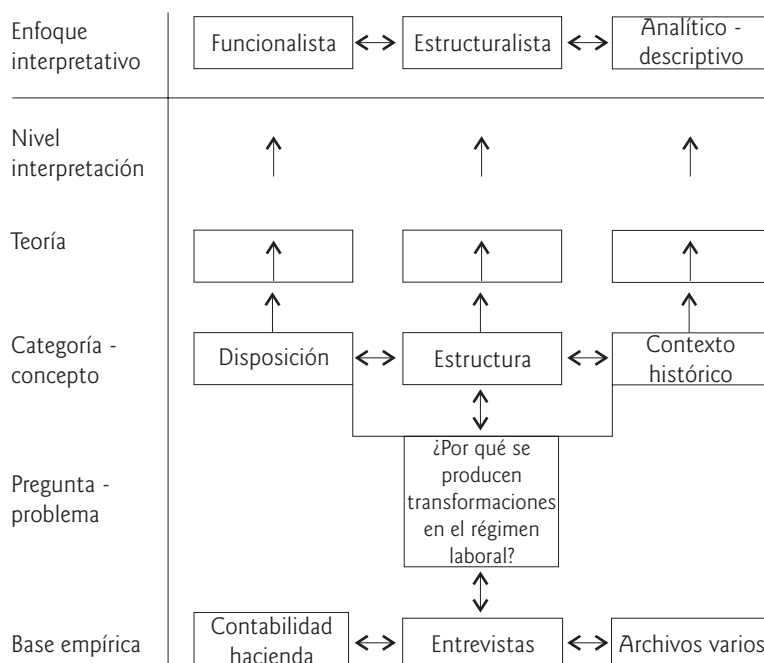 Enfoque
interpretativo
Funcionalista
Estructuralista
Analítico -
descriptivo
Nivel
interpretación
Teoría
Categoría -
concepto
Disposición
Estructura
Contexto
histórico
Pregunta -
problema
¿Por qué se
producen
transformaciones
en el régimen
laboral?
Base empírica
Contabilidad
hacienda
Entrevistas
Archivos varios